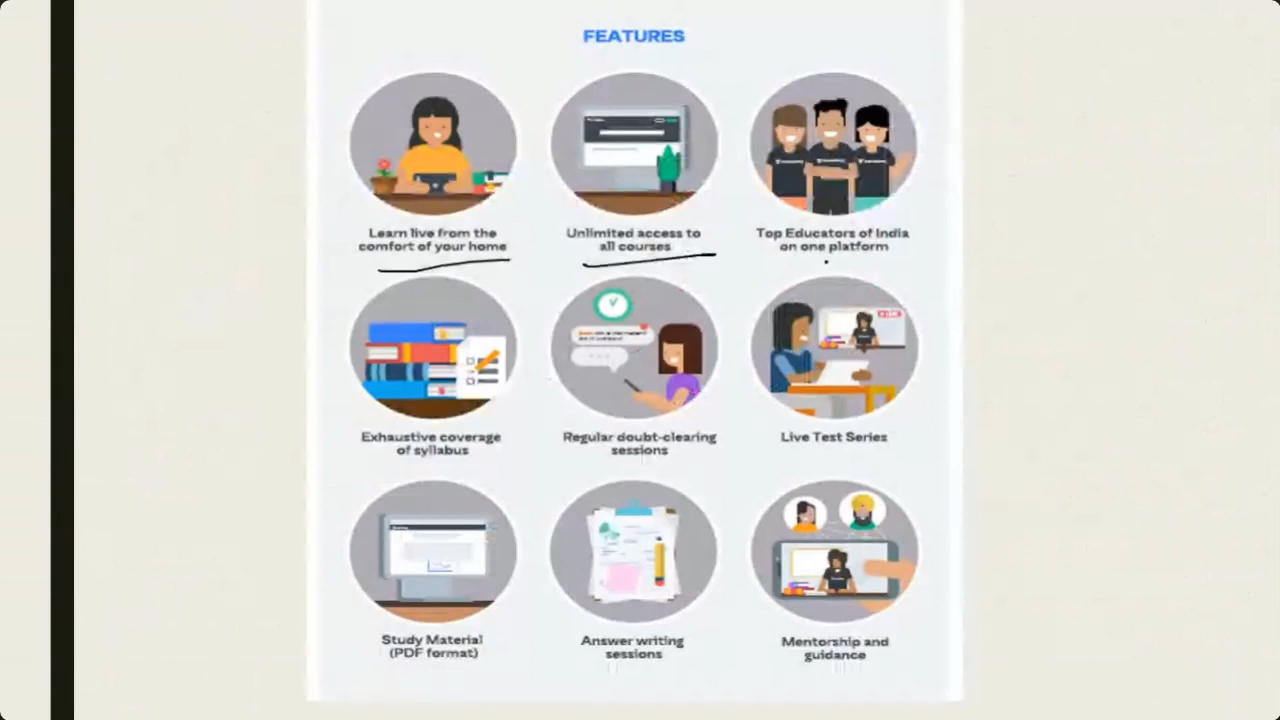 FEATURES
Learn live from the
comfort of your home
Unlimited access to
all courses
Top Educators of India
on one platform
Exhaustive coverage
of syllabus
Regular doubt-clearing
sessions
Live Test Series
Study Material
(PDF format)
Answer writing
sessions
Mentorship and
guidance